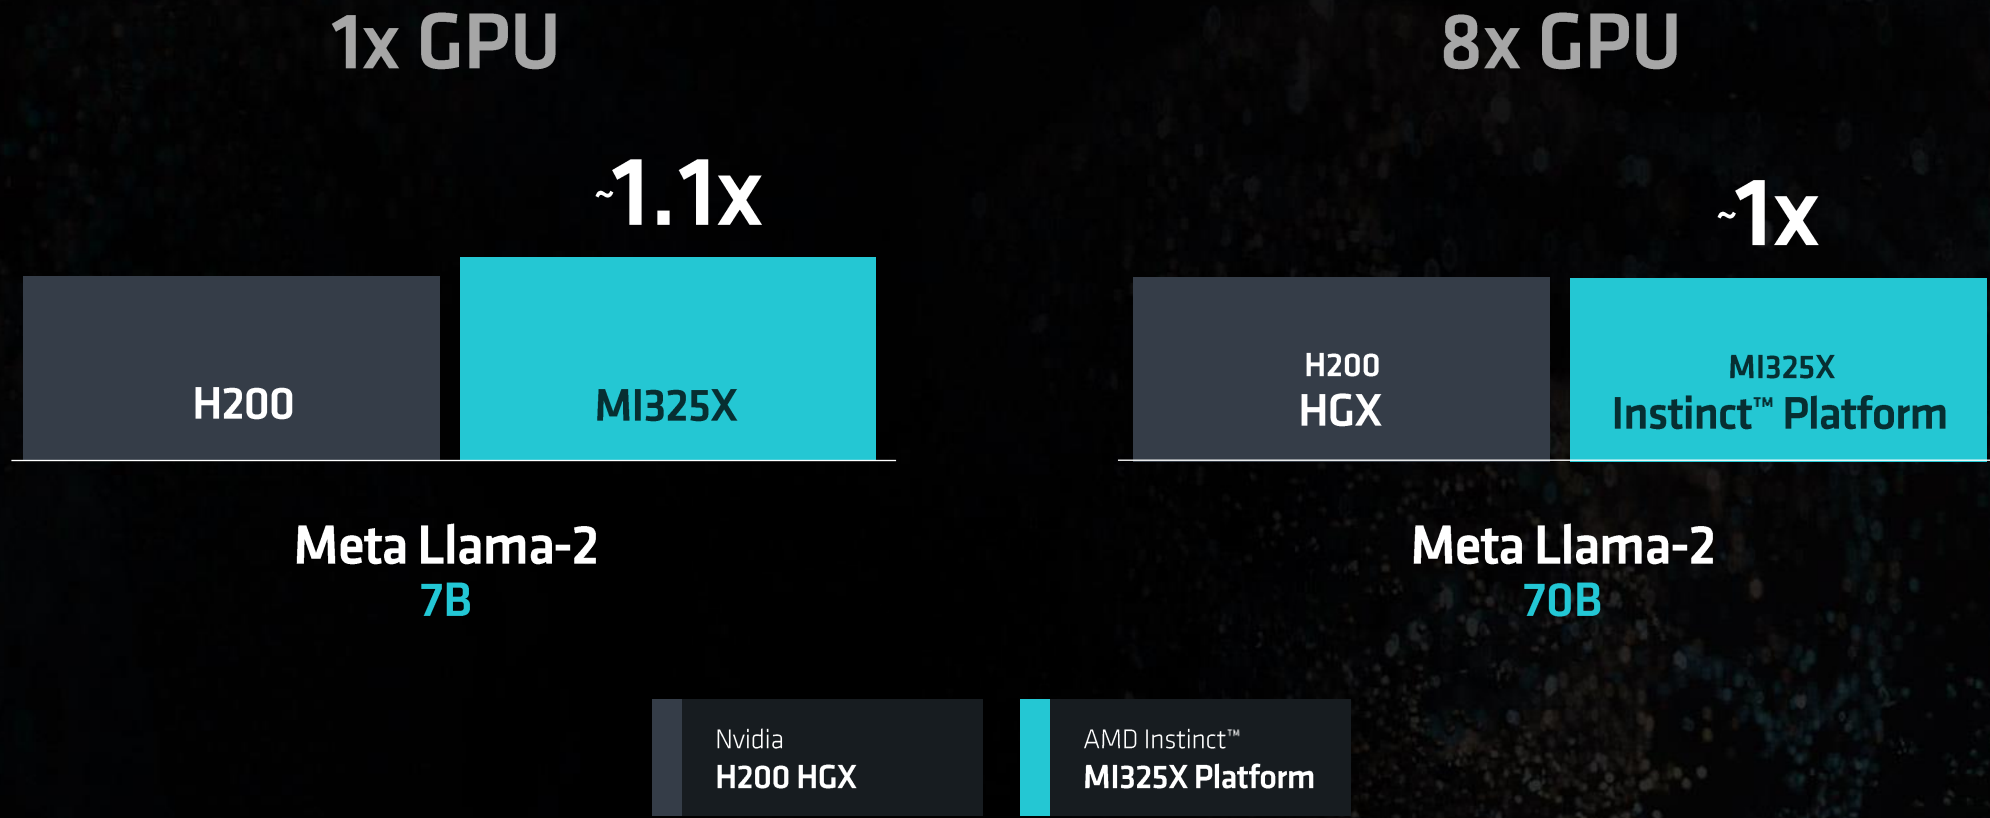 1x GPU
~1.1x
H200
MI325X
Meta Llama-2
7B
8x GPU
~1x
H200
HGX
MI325X
Instinct™ Platform
Meta Llama-2
70B
Nvidia
H200 HGX
AMD Instinct™
MI325X Platform